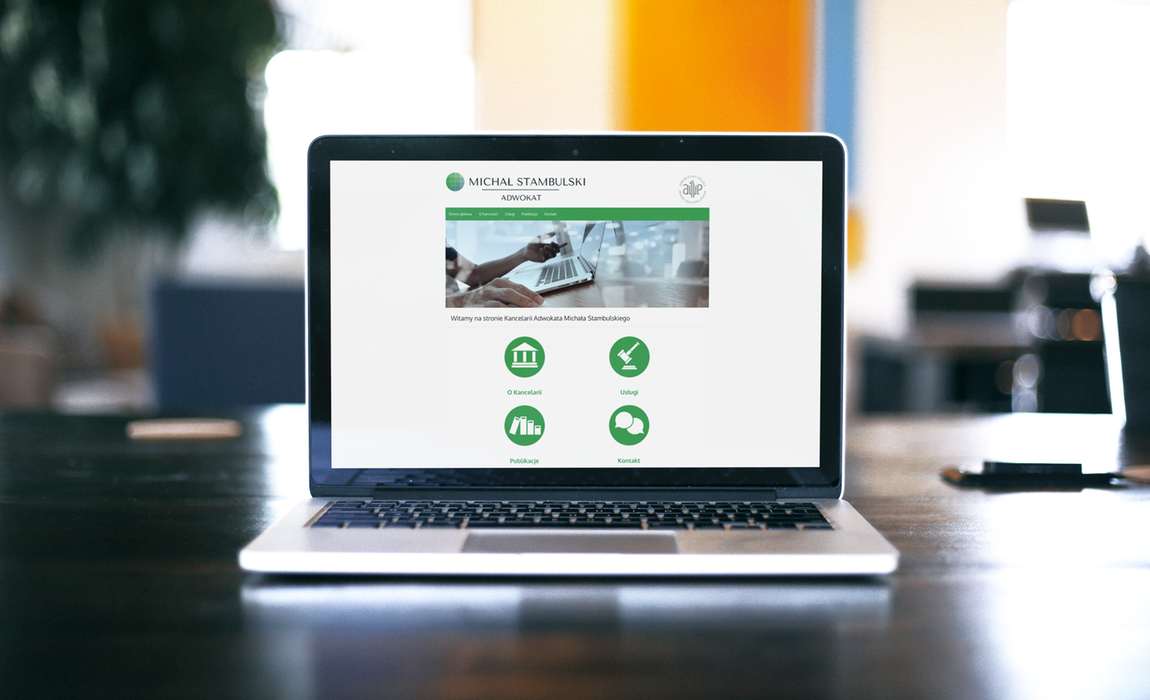 MICHAŁ STAMBULSKI
ADWOKAT
Strona główna O Kancelarii Usługi Publikacje Kontakt
Witamy na stronie Kancelarii Adwokata Michała Stambulskiego
O Kancelarii Usługi
Publikacje Kontakt